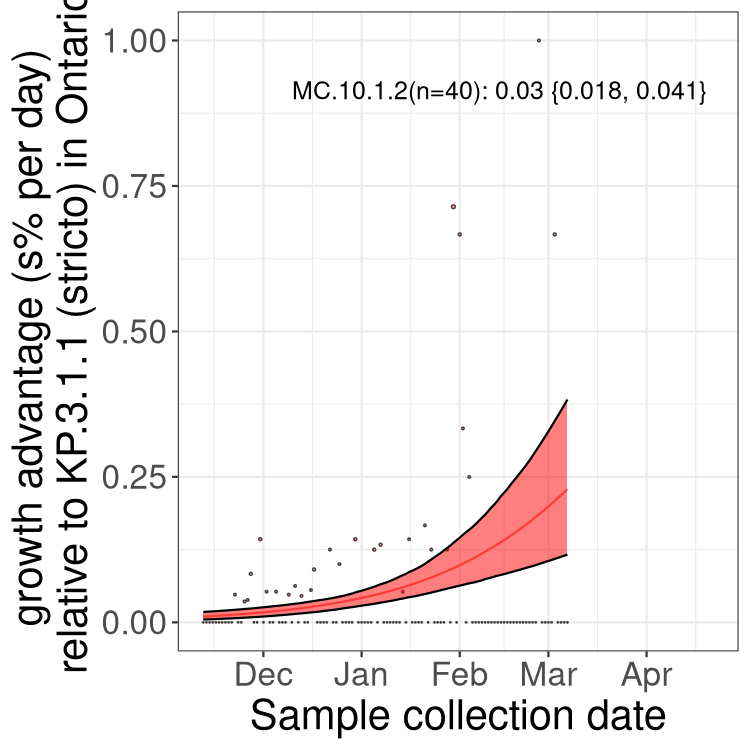 growth advantage (s% per day)
relative to KP.3.1.1 (stricto) in Ontario
1.00
0.75
0.50
0.25
0.00
MC.10.1.2(n=40): 0.03 {0.018, 0.041}
Dec Jan Feb Mar Apr
Sample collection date